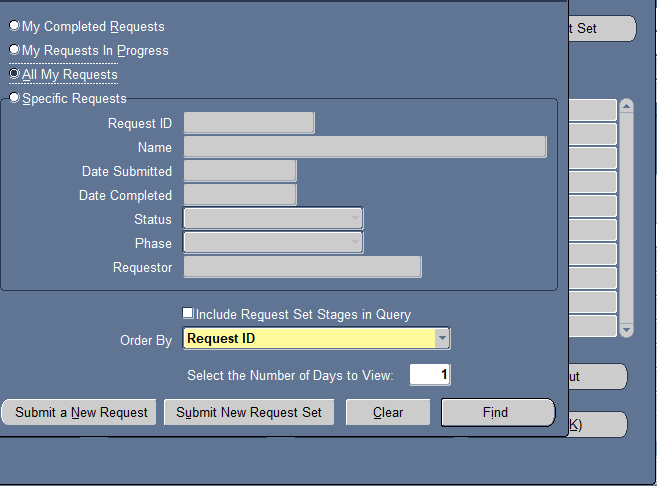 My Completed Requests
t Set
My Requests In Progress
All My Requests
Specific Requests
Request ID
Name
Date Submitted
Date Completed
Status
Phase
Requestor
Include Request Set Stages in Query
Order By Request ID
Select the Number of Days to View: 1
ut
Submit a New Request Submit New Request Set Clear Find
K)